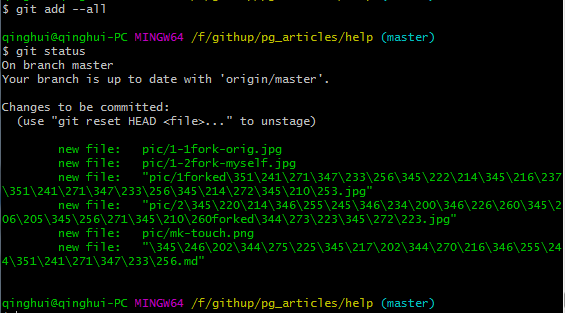 $ git add --all
qinghui@qinghui-PC MINGW64 /f/githup/pg_articles/help (master)
$ git status
On branch master
Your branch is up to date with 'origin/master'.
Changes to be committed:
(use "git reset HEAD <file>..." to unstage)
new file: pic/1-1fork-orig.jpg
new file: pic/1-2fork-myself.jpg
new file: "pic/1forked\351\241\271\347\233\256\345\222\214\345\216\237
\351\241\271\347\233\256\345\214\272\345\210\253.jpg"
new file: "pic/2\345\220\214\346\255\245\346\234\200\346\226\260\345\2
06\205\345\256\271\345\210\260forked\344\273\223\345\272\223.jpg"
new file: pic/mk-touch.png
new file: "\345\246\202\344\275\225\345\217\202\344\270\216\346\255\24
4\351\241\271\347\233\256.md"
qinghui@qinghui-PC MINGW64 /f/githup/pg_articles/help (master)